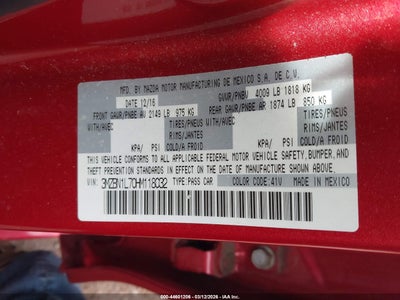 MFD. BY MAZDA MOTOR MANUFACTURING DE MEXICO S.A. DE C.V.
DATE 12/16 GVWR/PNBV 4009 LB 1818 KG
FRONT GAWR/PNBE AV 2149 LB 975 KG REAR GAWR/PNBE AR 1874 LB 850 KG
WITH/AVEC TIRES/PNEUS WITH/AVEC TIRES/PNEUS
RIMS/JANTES RIMS/JANTES
KPA/ PSI COLD/A FROID KPA/ PSI COLD/A FROID
THIS VEHICLE CONFORMS TO ALL APPLICABLE FEDERAL MOTOR VEHICLE SAFETY, BUMPER, AND
THEFT PREVENTION STANDARDS IN EFFECT ON THE DATE OF MANUFACTURE SHOWN ABOVE.
VIN: 3MZBN1L70HM118032 TYPE PASS CAR COLOR CODE: 41V MADE IN MEXICO
000-44601206 - 03/12/2026 - IAA Inc.